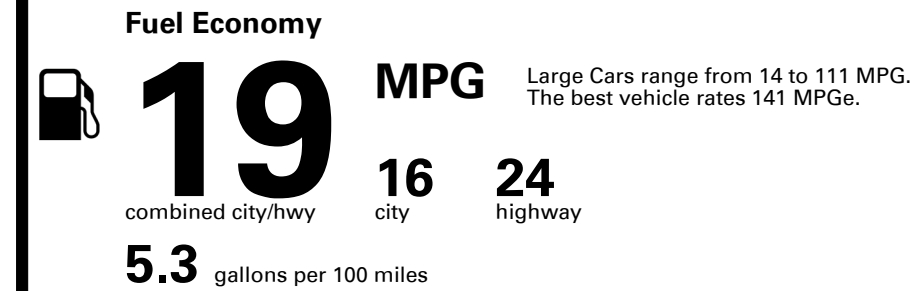 Fuel Economy
19 MPG
Large Cars range from 14 to 111 MPG.
The best vehicle rates 141 MPGe.
16 24
combined city/hwy city highway
5.3 gallons per 100 miles